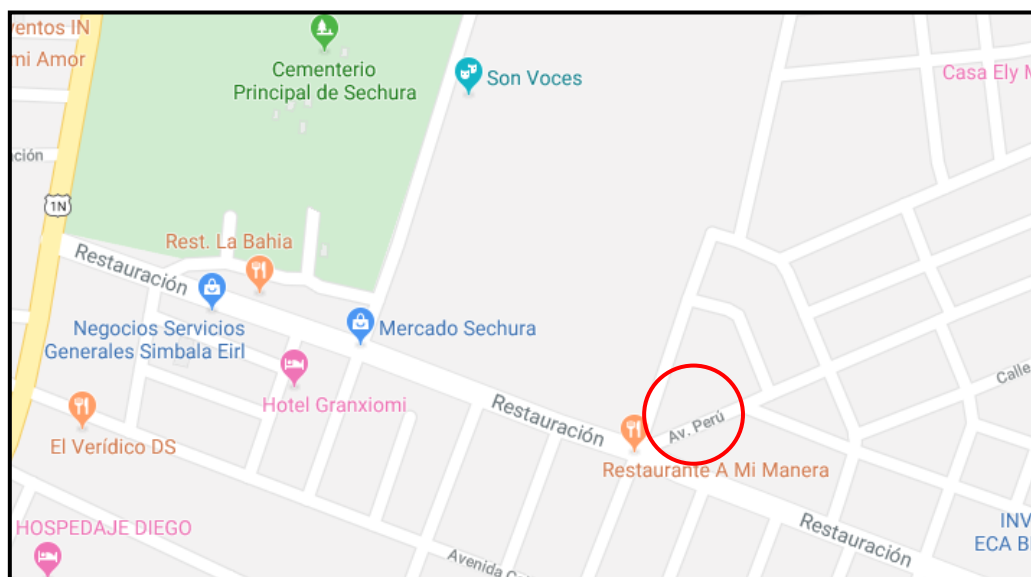 ventos IN
mi Amor
Cementerio
Principal de Sechura
Son Voces
Casa Ely M
ción
1N
Rest. La Bahia
Restauración
Negocios Servicios
Generales Simbala Eirl
Mercado Sechura
Hotel Granxiomi
Restauración
Av. Perú
Calle
El Verídico DS
Restaurante A Mi Manera
HOSPEDAJE DIEGO
Restauración
INV
ECA B
Avenida